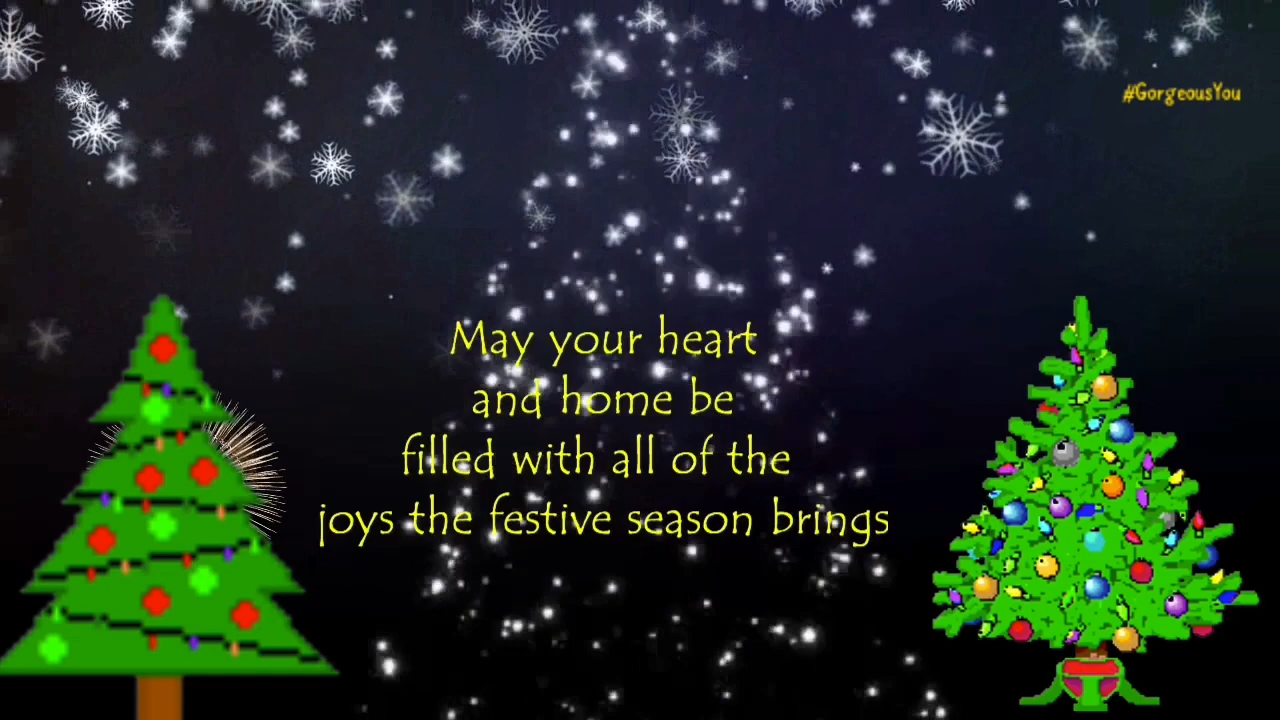 #GorgeousYou
May your heart
and home be
filled with all of the
joys the festive season brings